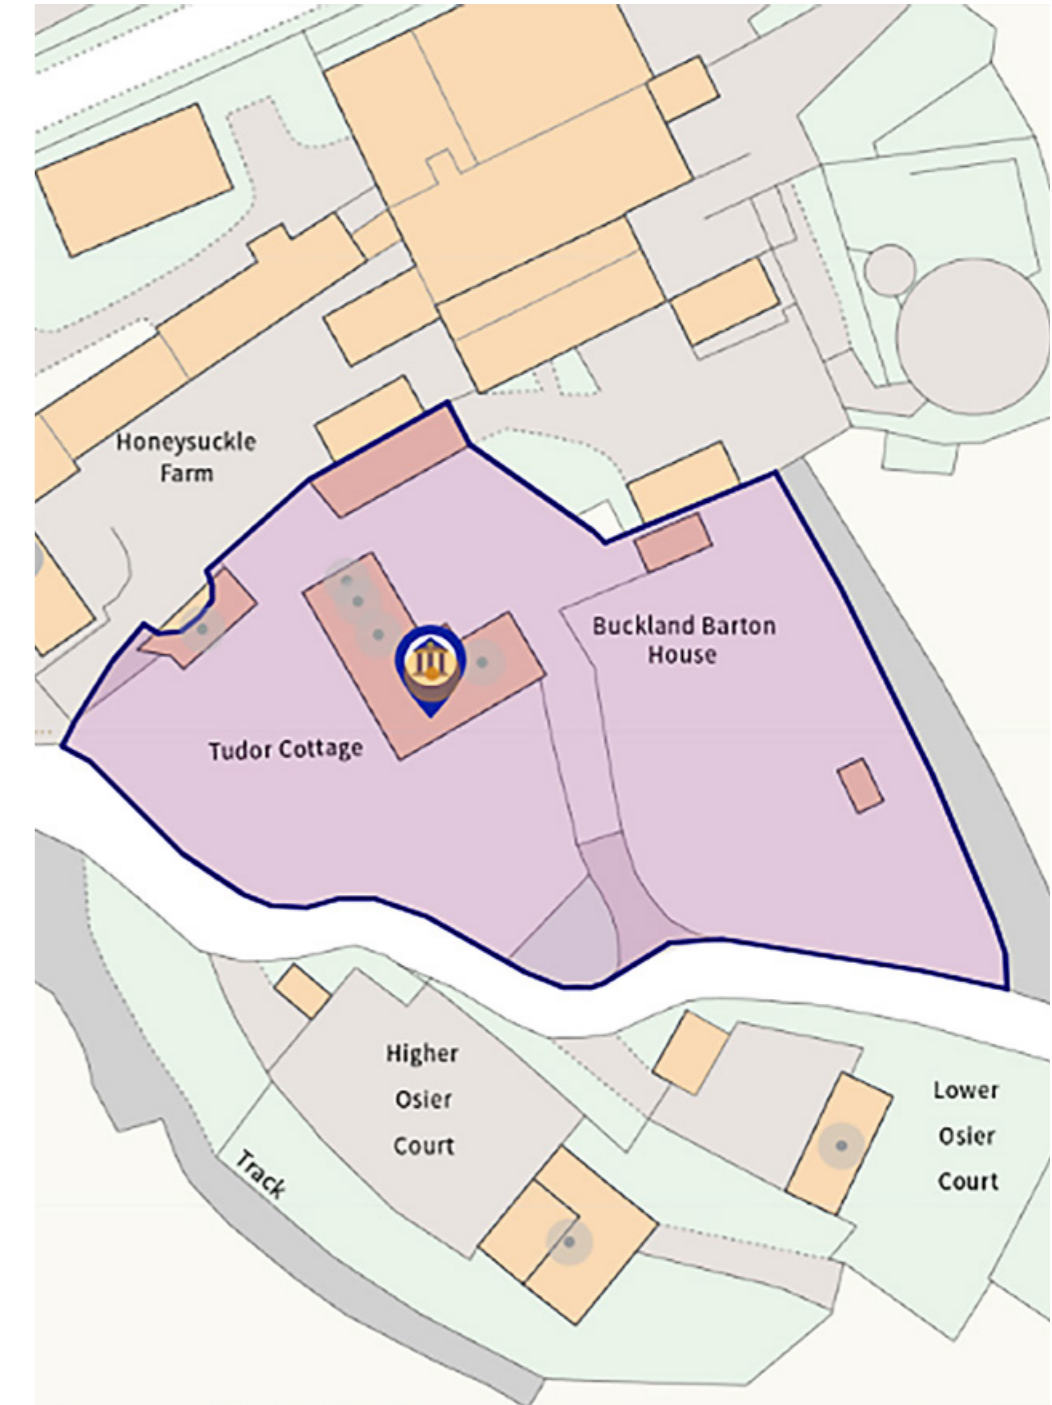 Honeysuckle
Farm
Buckland Barton
House
Tudor Cottage
Higher
Osier
Court
Lower
Osier
Court
Track